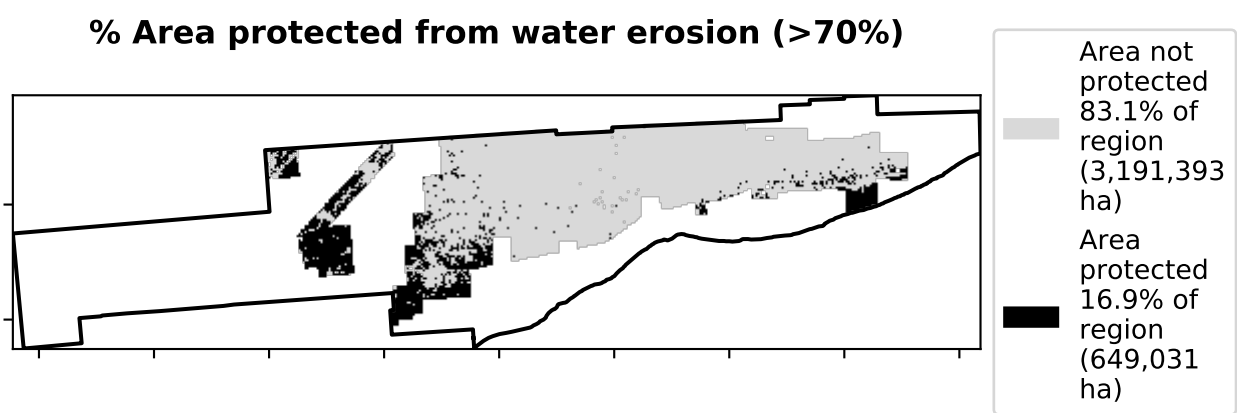 % Area protected from water erosion (>70%)
Area not
protected
83.1% of
region
(3,191,393
ha)
Area
protected
16.9% of
region
(649,031
ha)